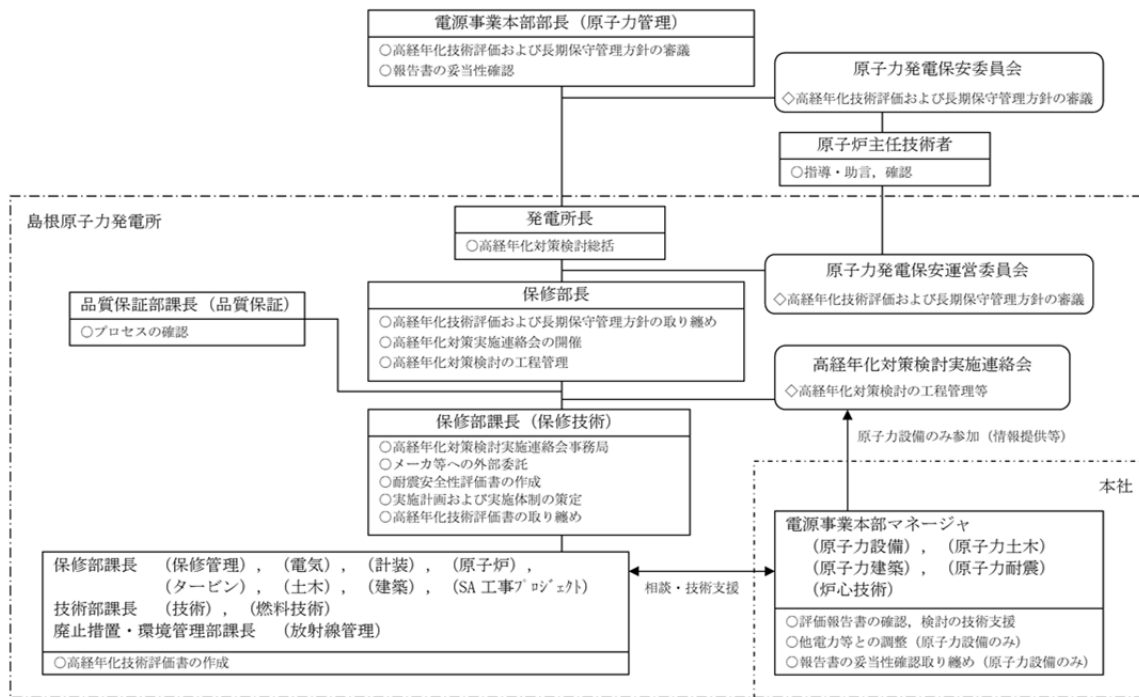 電源事業本部部長（原子力管理）
○高経年化技術評価および長期保守管理方針の審議
○報告書の妥当性確認
原子力発電保安委員会
◇高経年化技術評価および長期保守管理方針の審議
原子炉主任技術者
○指導・助言，確認
島根原子力発電所
発電所長
○高経年化対策検討総括
原子力発電保安運営委員会
◇高経年化技術評価および長期保守管理方針の審議
品質保証部課長（品質保証）
○プロセスの確認
保修部長
○高経年化技術評価および長期保守管理方針の取り纏め
○高経年化対策実施連絡会の開催
○高経年化対策検討の工程管理
高経年化対策検討実施連絡会
◇高経年化対策検討の工程管理等
保修部課長（保修技術）
○高経年化対策検討実施連絡会事務局
○メーカ等への外部委託
○耐震安全性評価書の作成
○実施計画および実施体制の策定
○高経年化技術評価書の取り纏め
原子力設備のみ参加（情報提供等）
本社
保修部課長　（保修管理），（電気），（計装），（原子炉），
（タービン），（土木），（建築），（SA 工事プロジェクト）
技術部課長　（技術），（燃料技術）
廃止措置・環境管理部課長　（放射線管理）
○高経年化技術評価書の作成
相談・技術支援
電源事業本部マネージャ
（原子力設備），（原子力土木）
（原子力建築），（原子力耐震）
（炉心技術）
○評価報告書の確認，検討の技術支援
○他電力等との調整（原子力設備のみ）
○報告書の妥当性確認取り纏め（原子力設備のみ）